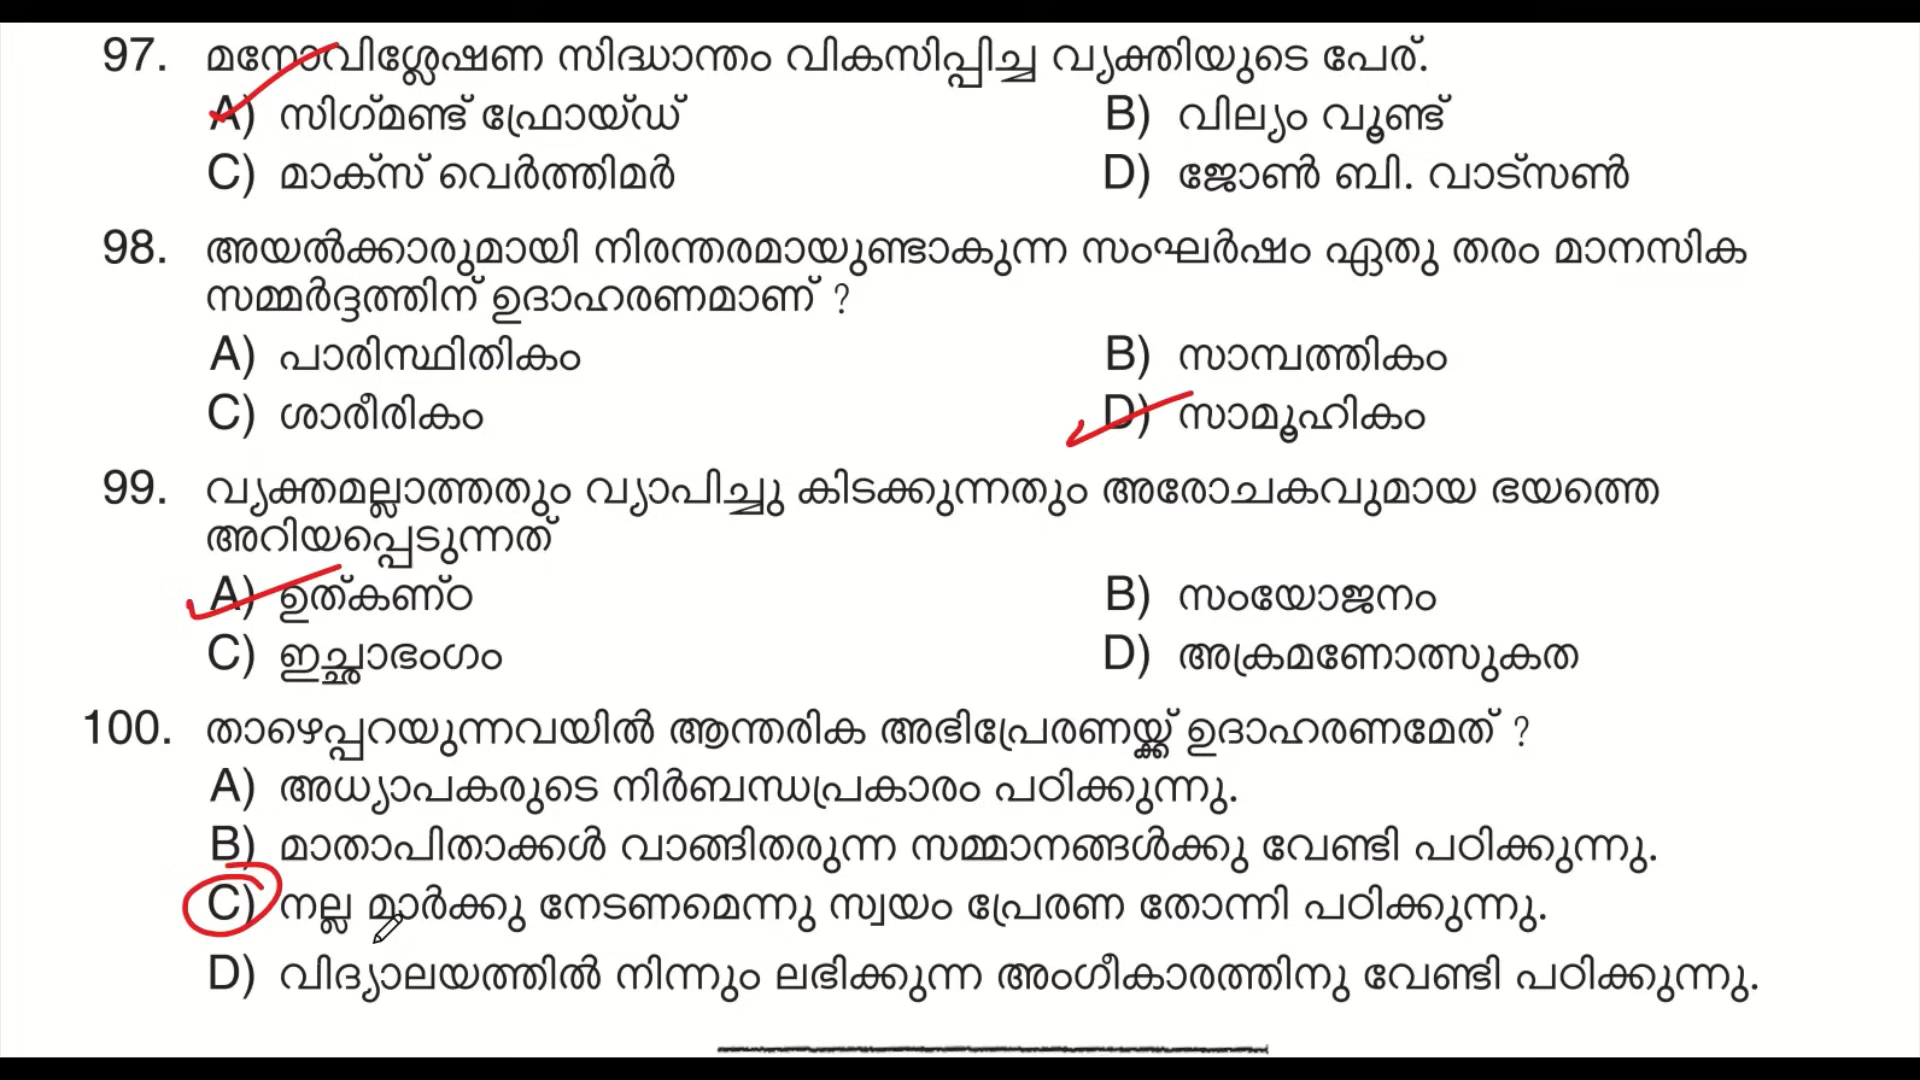 97. മനോവിശ്ലേഷണ സിദ്ധാന്തം വികസിപ്പിച്ച വ്യക്തിയുടെ പേര്.
A) സിഗ്മണ്ട് ഫ്രോയ്ഡ് B) വില്യം വൂണ്ട്
C) മാക്സ് വെർത്തിമർ D) ജോൺ ബി. വാട്സൺ
98. അയൽക്കാരുമായി നിരന്തരമായുണ്ടാകുന്ന സംഘർഷം ഏതു തരം മാനസിക
സമ്മർദ്ദത്തിന് ഉദാഹരണമാണ് ?
A) പാരിസ്ഥിതികം B) സാമ്പത്തികം
C) ശാരീരികം D) സാമൂഹികം
99. വ്യക്തമല്ലാത്തതും വ്യാപിച്ചു കിടക്കുന്നതും അരോചകവുമായ ഭയത്തെ
അറിയപ്പെടുന്നത്
A) ഉത്കണ്ഠ B) സംയോജനം
C) ഇച്ഛാഭംഗം D) അക്രമണോത്സുകത
100. താഴെപ്പറയുന്നവയിൽ ആന്തരിക അഭിപ്രേരണയ്ക്ക് ഉദാഹരണമേത് ?
A) അധ്യാപകരുടെ നിർബന്ധപ്രകാരം പഠിക്കുന്നു.
B) മാതാപിതാക്കൾ വാങ്ങിതരുന്ന സമ്മാനങ്ങൾക്കു വേണ്ടി പഠിക്കുന്നു.
C) നല്ല മാർക്കു നേടണമെന്നു സ്വയം പ്രേരണ തോന്നി പഠിക്കുന്നു.
D) വിദ്യാലയത്തിൽ നിന്നും ലഭിക്കുന്ന അംഗീകാരത്തിനു വേണ്ടി പഠിക്കുന്നു.